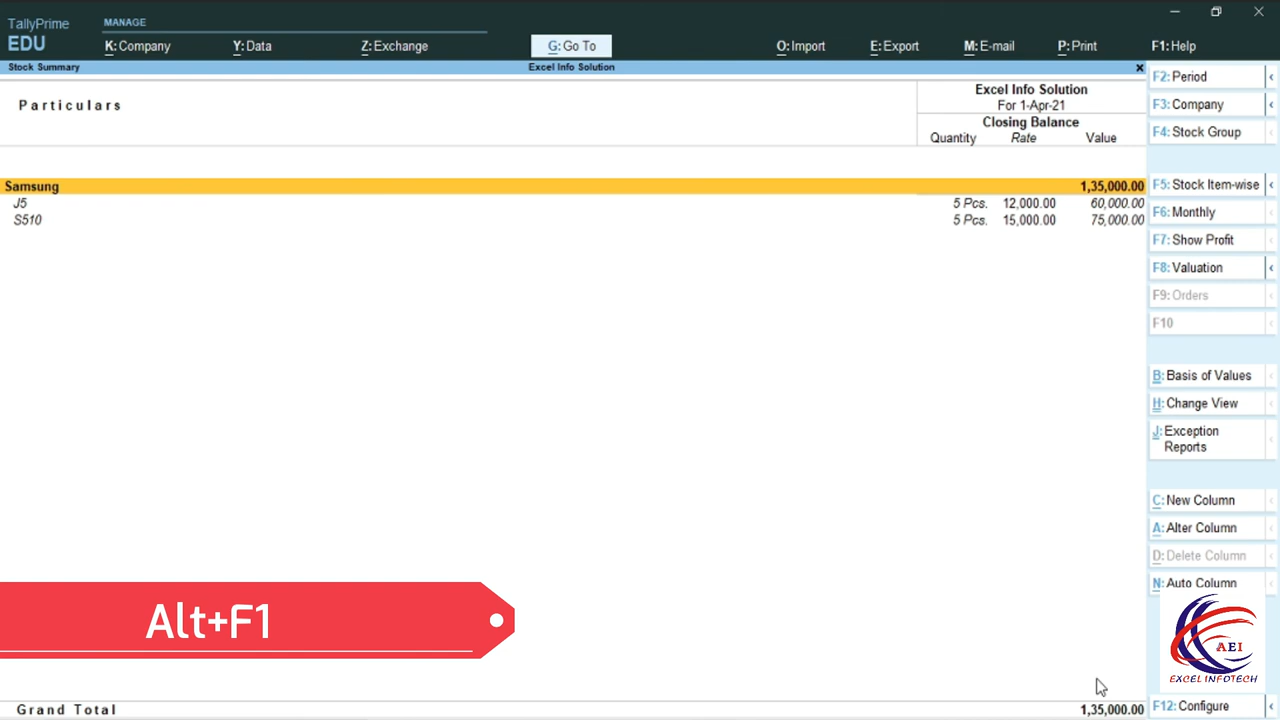 TallyPrime
EDU
MANAGE
K: Company
Y: Data
Z: Exchange
G: Go To
O: Import
E: Export
M: E-mail
P: Print
F1: Help
Stock Summary
Excel Info Solution
Particulars
Excel Info Solution
For 1-Apr-21
Closing Balance
Quantity Rate Value
Samsung 1,35,000.00
J5 5 Pcs. 12,000.00 60,000.00
S510 5 Pcs. 15,000.00 75,000.00
Grand Total 1,35,000.00
F2: Period
F3: Company
F4: Stock Group
F5: Stock Item-wise
F6: Monthly
F7: Show Profit
F8: Valuation
F9: Orders
F10
B: Basis of Values
H: Change View
J: Exception
Reports
C: New Column
A: Alter Column
D: Delete Column
N: Auto Column
F12: Configure
Alt+F1
AEI
EXCEL INFOTECH